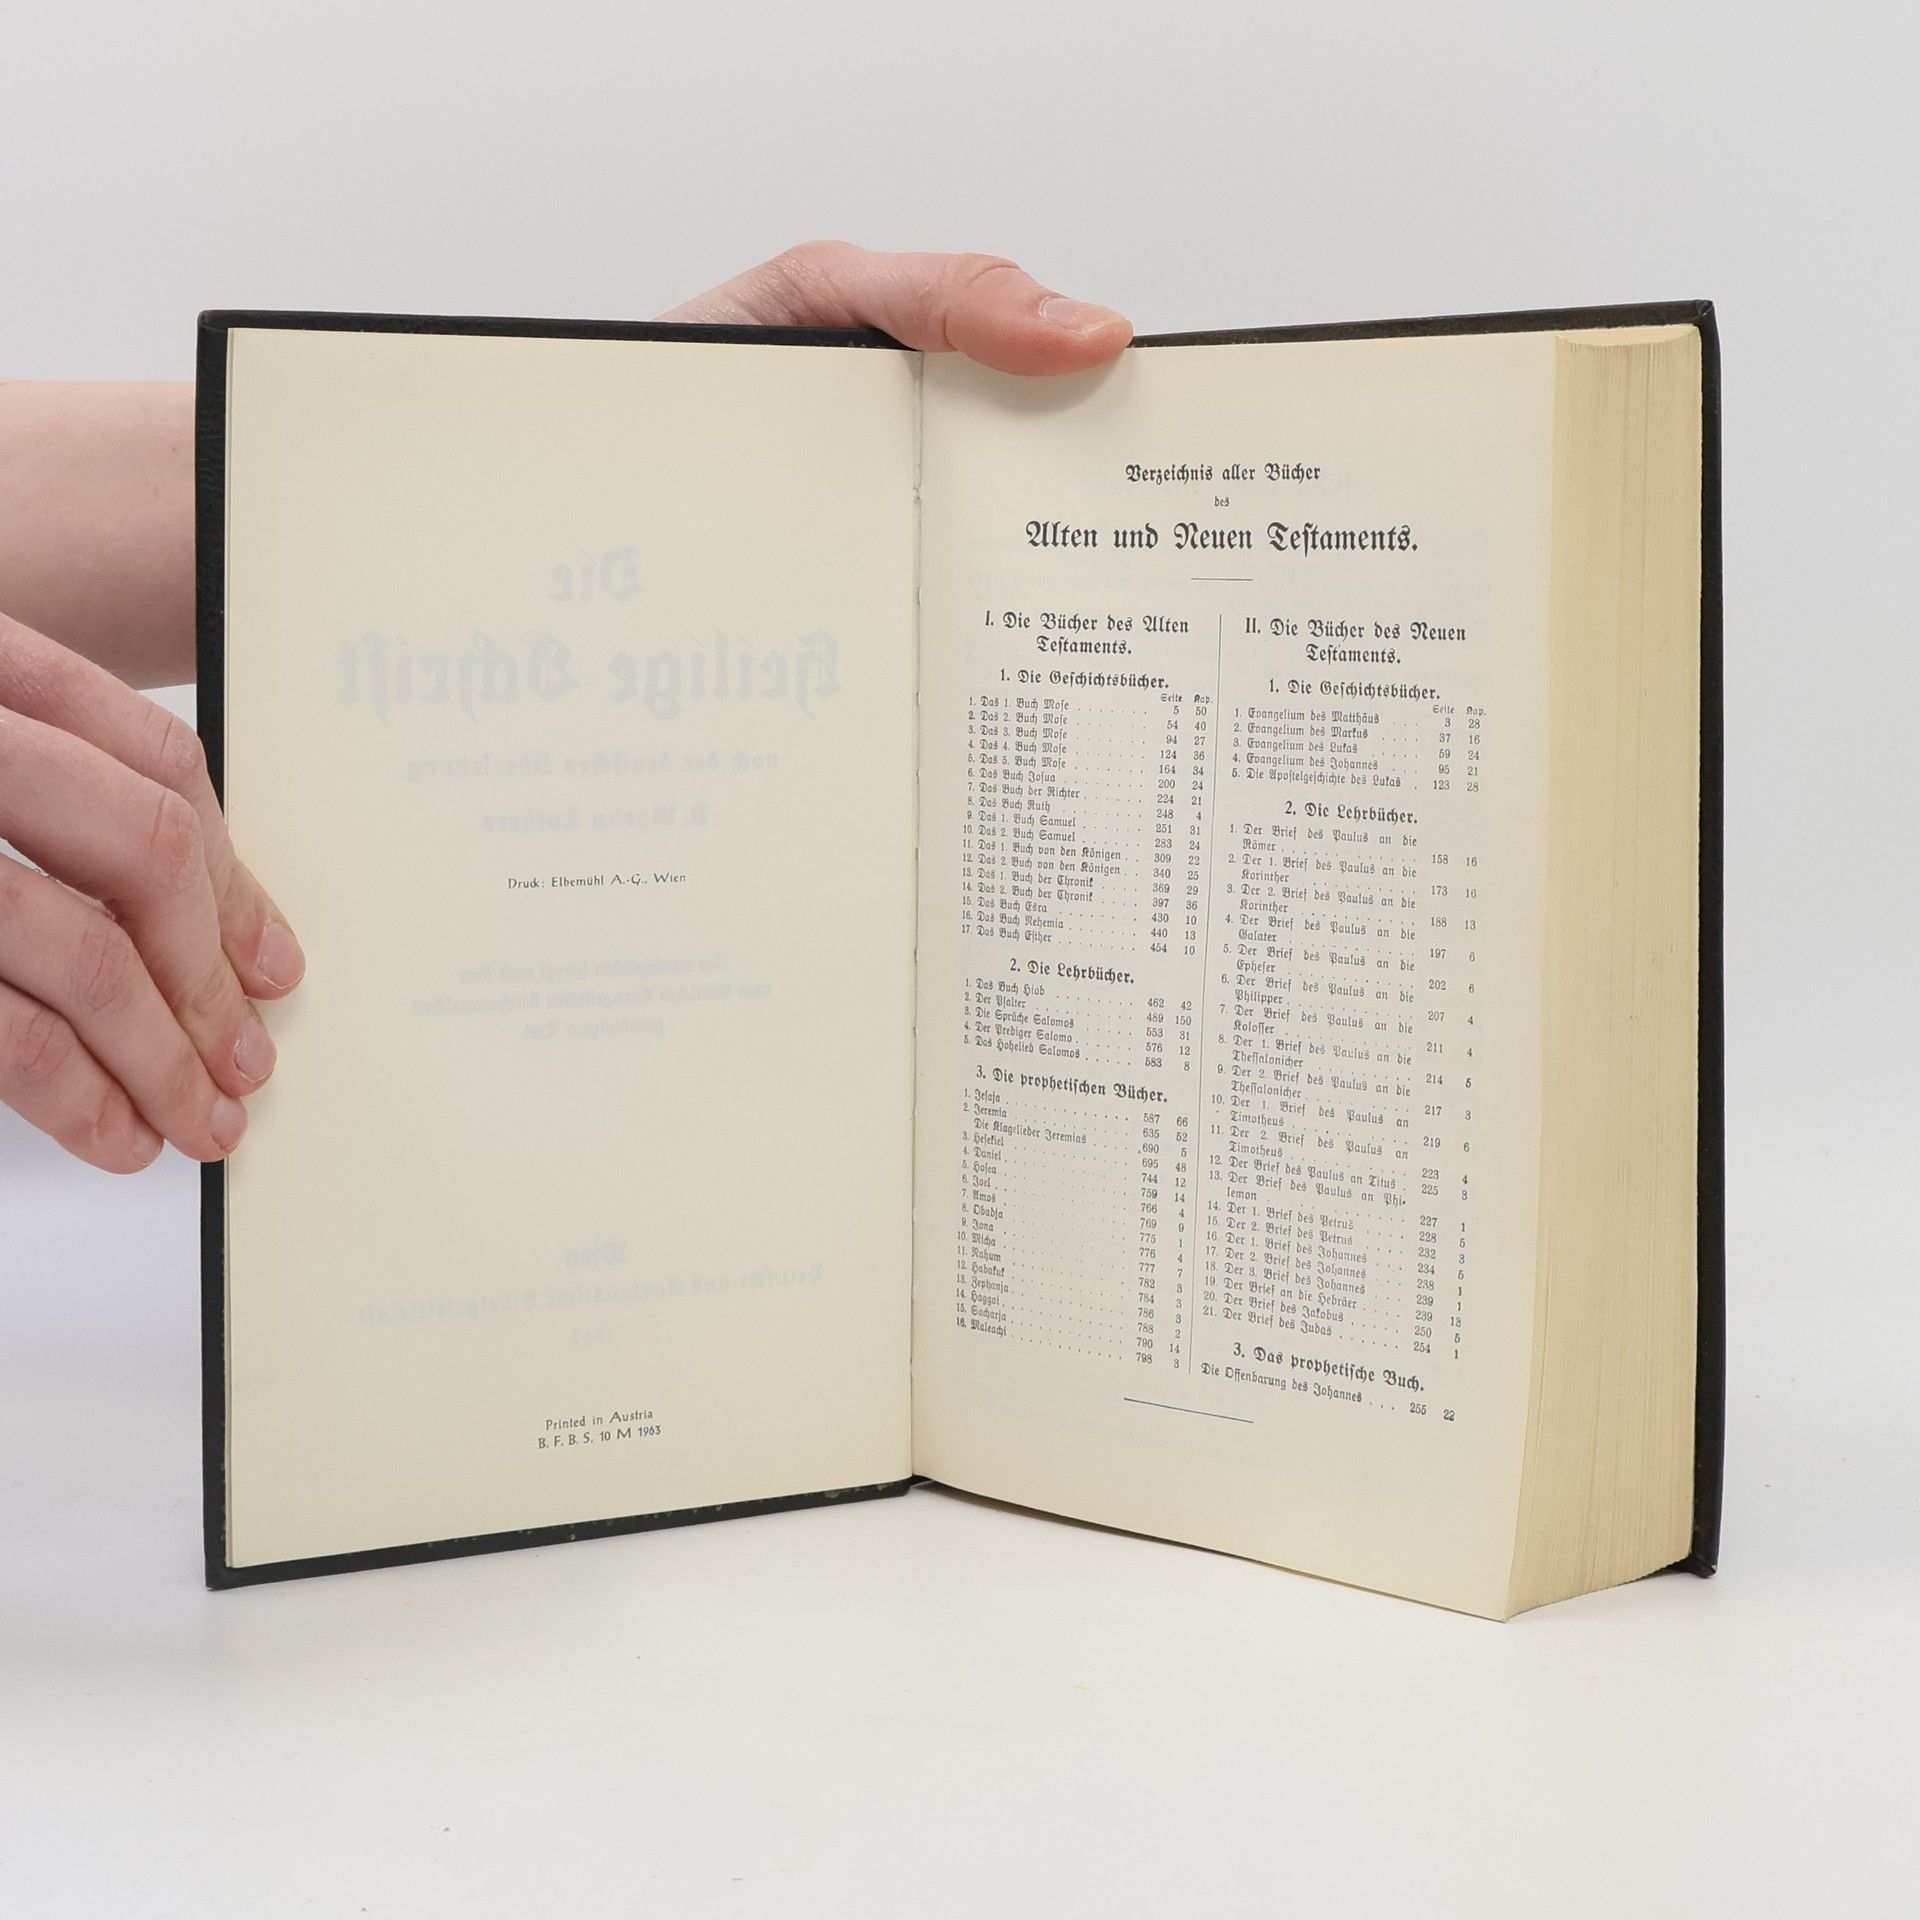 Druck: Elbemühl A.-G., Wien
Printed in Austria
B. F. B. S. 10 M 1963
Verzeichnis aller Bücher
des
Alten und Neuen Testaments.
I. Die Bücher des Alten
Testaments.
1. Die Geschichtsbücher.
Seite Kap.
1. Das 1. Buch Mose . . . . . . . 5 50
2. Das 2. Buch Mose . . . . . . . 54 40
3. Das 3. Buch Mose . . . . . . . 94 27
4. Das 4. Buch Mose . . . . . . . 124 36
5. Das 5. Buch Mose . . . . . . . 164 34
6. Das Buch Josua . . . . . . . 200 24
7. Das Buch der Richter . . . . . . 224 21
8. Das Buch Ruth . . . . . . . 248 4
9. Das 1. Buch Samuel . . . . . . 251 31
10. Das 2. Buch Samuel . . . . . . 283 24
11. Das 1. Buch von den Königen . . 309 22
12. Das 2. Buch von den Königen . . 340 25
13. Das 1. Buch der Chronik . . . . 369 29
14. Das 2. Buch der Chronik . . . . 397 36
15. Das Buch Esra . . . . . . . 430 10
16. Das Buch Nehemia . . . . . . . 440 13
17. Das Buch Esther . . . . . . . 454 10
2. Die Lehrbücher.
1. Das Buch Hiob . . . . . . . 462 42
2. Der Psalter . . . . . . . 489 150
3. Die Sprüche Salomos . . . . . . 553 31
4. Der Prediger Salomo . . . . . . 576 12
5. Das Hohelied Salomos . . . . . 583 8
3. Die prophetischen Bücher.
1. Jesaja . . . . . . . 587 66
2. Jeremia . . . . . . . 635 52
Die Klagelieder Jeremias . . . . 690 5
3. Hesekiel . . . . . . . 695 48
4. Daniel . . . . . . . 744 12
5. Hosea . . . . . . . 759 14
6. Joel . . . . . . . 766 4
7. Amos . . . . . . . 769 9
8. Obadja . . . . . . . 775 1
9. Jona . . . . . . . 776 4
10. Micha . . . . . . . 777 7
11. Nahum . . . . . . . 782 3
12. Habakuk . . . . . . . 784 3
13. Zephanja . . . . . . . 786 3
14. Haggai . . . . . . . 788 2
15. Sacharja . . . . . . . 790 14
16. Maleachi . . . . . . . 798 3
II. Die Bücher des Neuen
Testaments.
1. Die Geschichtsbücher.
Seite Kap.
1. Evangelium des Matthäus . . . 3 28
2. Evangelium des Markus . . . . 37 16
3. Evangelium des Lukas . . . . . 59 24
4. Evangelium des Johannes . . . 95 21
5. Die Apostelgeschichte des Lukas . 123 28
2. Die Lehrbücher.
1. Der Brief des Paulus an die
Römer . . . . . . . 158 16
2. Der 1. Brief des Paulus an die
Korinther . . . . . . . 173 16
3. Der 2. Brief des Paulus an die
Korinther . . . . . . . 188 13
4. Der Brief des Paulus an die
Galater . . . . . . . 197 6
5. Der Brief des Paulus an die
Epheser . . . . . . . 202 6
6. Der Brief des Paulus an die
Philipper . . . . . . . 207 4
7. Der Brief des Paulus an die
Kolosser . . . . . . . 211 4
8. Der 1. Brief des Paulus an die
Thessalonicher . . . . . . . 214 5
9. Der 2. Brief des Paulus an die
Thessalonicher . . . . . . . 217 3
10. Der 1. Brief des Paulus an
Timotheus . . . . . . . 219 6
11. Der 2. Brief des Paulus an
Timotheus . . . . . . . 223 4
12. Der Brief des Paulus an Titus . 225 3
13. Der Brief des Paulus an Phi-
lemon . . . . . . . 227 1
14. Der 1. Brief des Petrus . . . . 228 5
15. Der 2. Brief des Petrus . . . . 232 3
16. Der 1. Brief des Johannes . . . 234 5
17. Der 2. Brief des Johannes . . . 238 1
18. Der 3. Brief des Johannes . . . 239 1
19. Der Brief an die Hebräer . . . . 239 13
20. Der Brief des Jakobus . . . . . 250 5
21. Der Brief des Judas . . . . . . 254 1
3. Das prophetische Buch.
Die Offenbarung des Johannes . . . 255 22